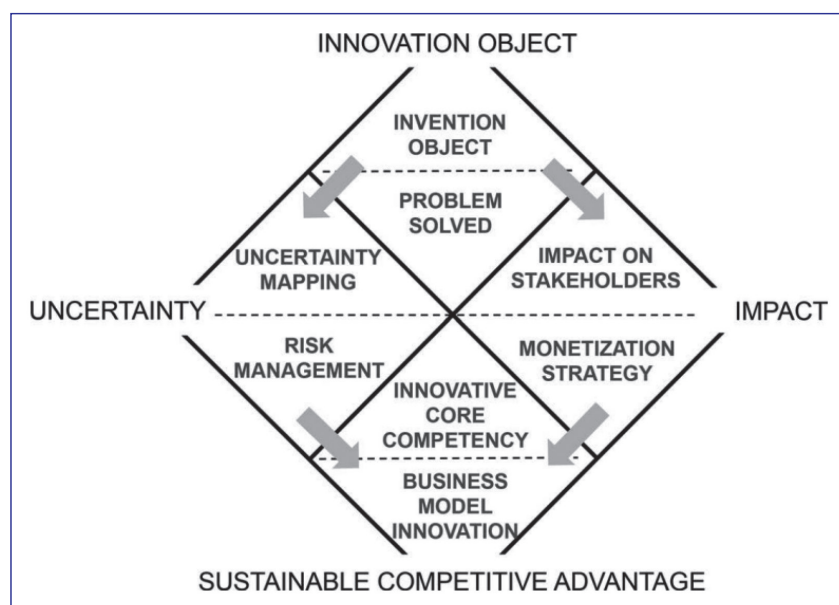 INNOVATION OBJECT
INVENTION
OBJECT
PROBLEM
SOLVED
UNCERTAINTY
MAPPING
IMPACT ON
STAKEHOLDERS
UNCERTAINTY
IMPACT
RISK
MANAGEMENT
MONETIZATION
STRATEGY
INNOVATIVE
CORE
COMPETENCY
BUSINESS
MODEL
INNOVATION
SUSTAINABLE COMPETITIVE ADVANTAGE